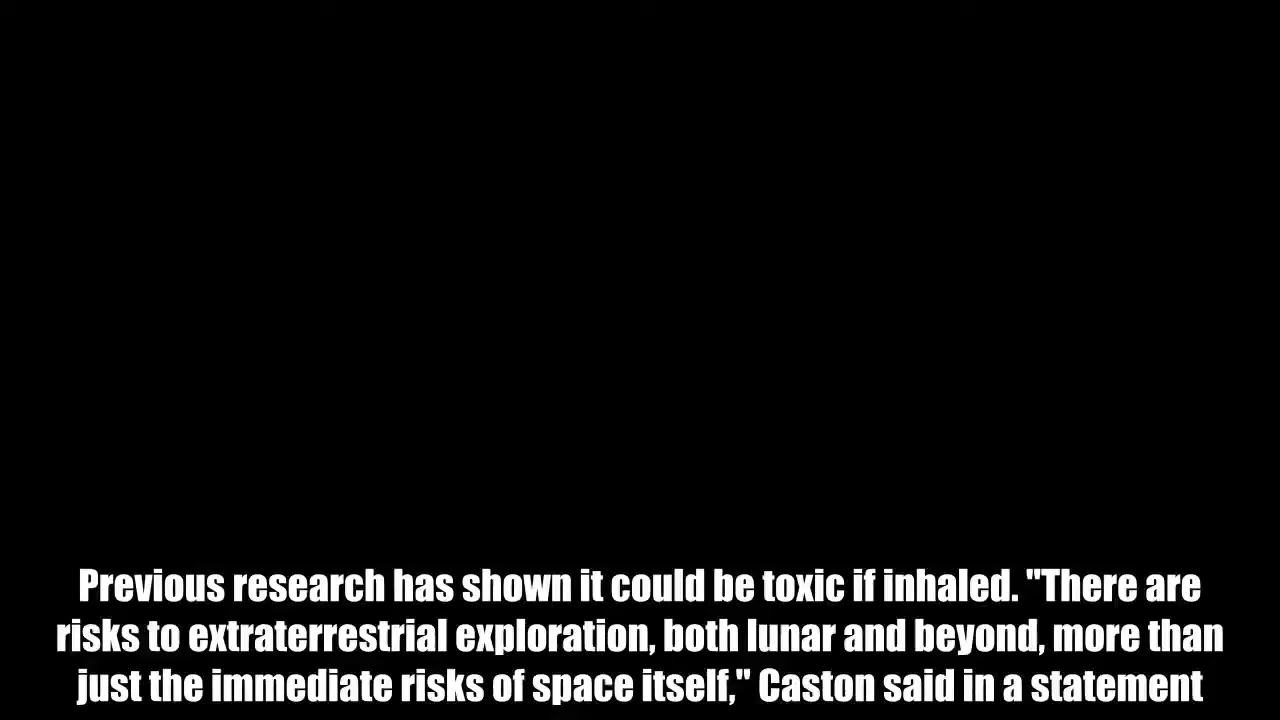 Previous research has shown it could be toxic if inhaled. "There are
risks to extraterrestrial exploration, both lunar and beyond, more than
just the immediate risks of space itself," Caston said in a statement